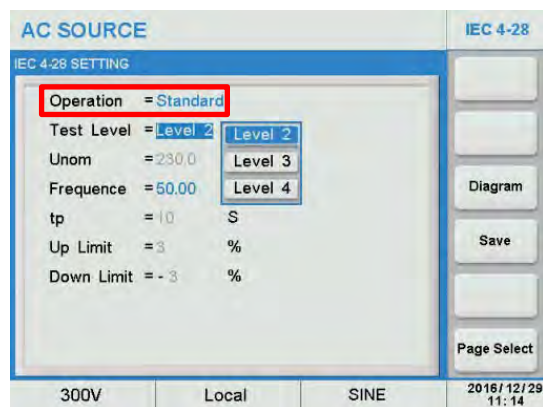 AC SOURCE
IEC 4-28
IEC 4-28 SETTING
Operation = Standard
Test Level = Level 2
Level 2
Level 3
Level 4
Unom = 230.0
Frequence = 50.00
tp = 10 S
Up Limit = 3 %
Down Limit = - 3 %
Diagram
Save
Page Select
300V
Local
SINE
2016/12/29
11:14